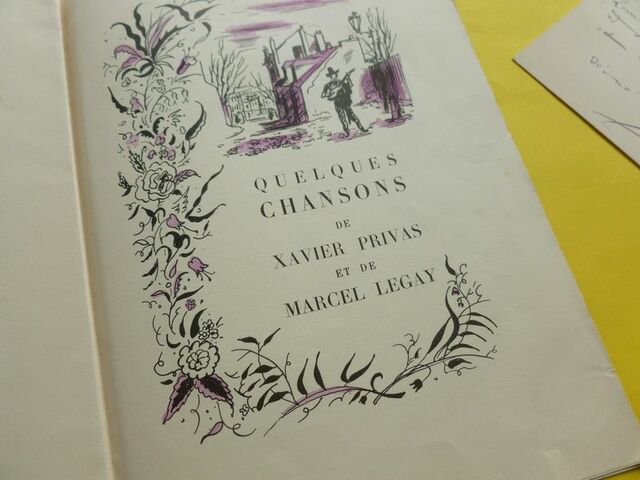 QUELQUES
CHANSONS
DE
XAVIER PRIVAS
ET DE
MARCEL LEGAY